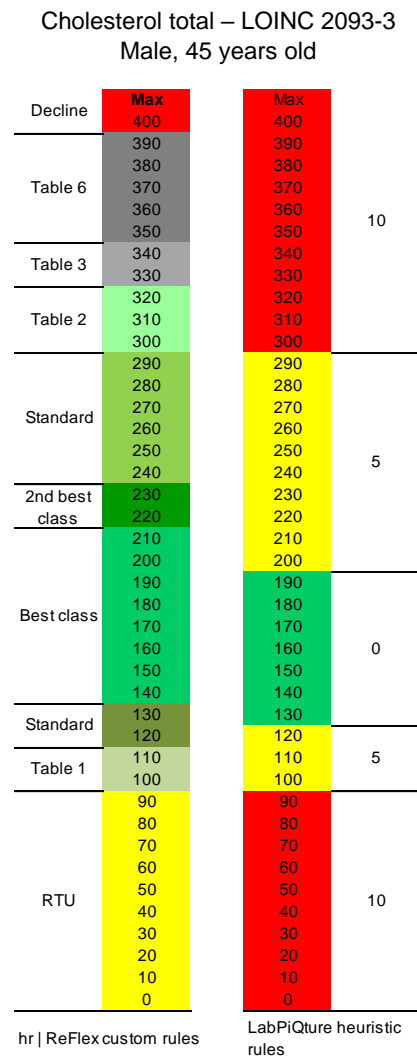 Cholesterol total – LOINC 2093-3
Male, 45 years old
Max Max
Decline
400 400
390 390
380 380
Table 6 370 370
360 360
350 350
10
340 340
Table 3
330 330
320 320
Table 2 310 310
300 300
290 290
280 280
270 270
Standard
260 260
250 250
5
240 240
2nd best 230 230
class 220 220
210 210
200 200
190 190
180 180
Best class 170 170
160 160 0
150 150
140 140
130 130
Standard
120 120
110 110 5
Table 1
100 100
90 90
80 80
70 70
60 60
50 50
RTU 10
40 40
30 30
20 20
10 10
0 0
hr | ReFlex custom rules
LabPiQture heuristic
rules